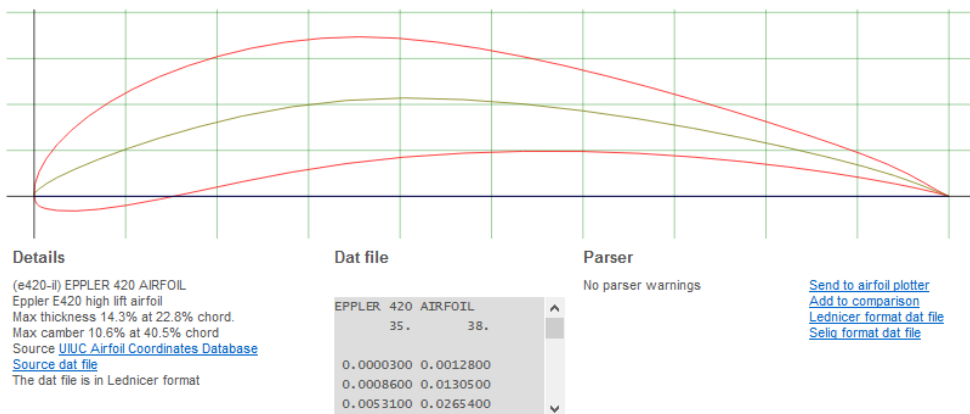 Details
(e420-il) EPPLER 420 AIRFOIL
Eppler E420 high lift airfoil
Max thickness 14.3% at 22.8% chord.
Max camber 10.6% at 40.5% chord
Source UIUC Airfoil Coordinates Database
Source dat file
The dat file is in Lednicer format
Dat file
EPPLER 420 AIRFOIL
35. 38.
0.0000300 0.0012800
0.0008600 0.0130500
0.0053100 0.0265400
Parser
No parser warnings
Send to airfoil plotter
Add to comparison
Lednicer format dat file
Selig format dat file